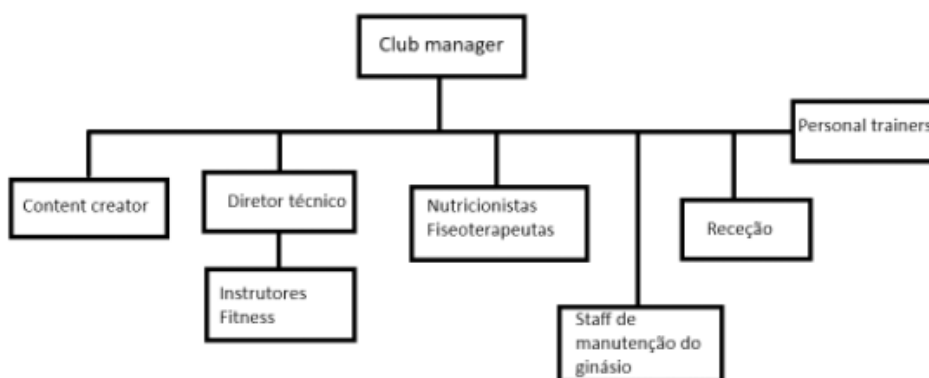 Club manager
Personal trainers
Content creator
Diretor técnico
Nutricionistas
Fiseoterapeutas
Receção
Instrutores
Fitness
Staff de
manutenção do
ginásio